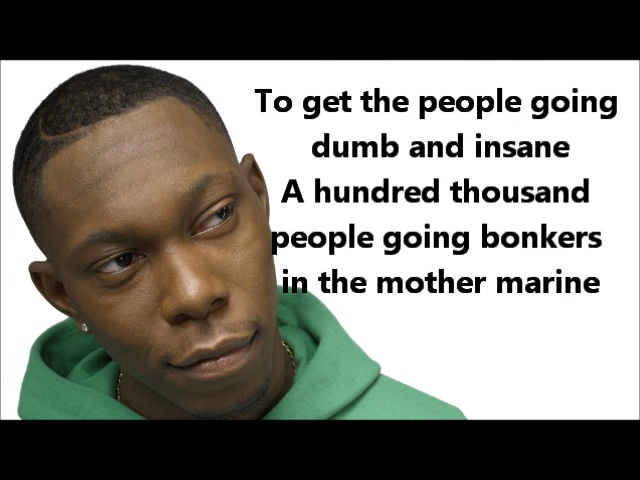 To get the people going
dumb and insane
A hundred thousand
people going bonkers
in the mother marine